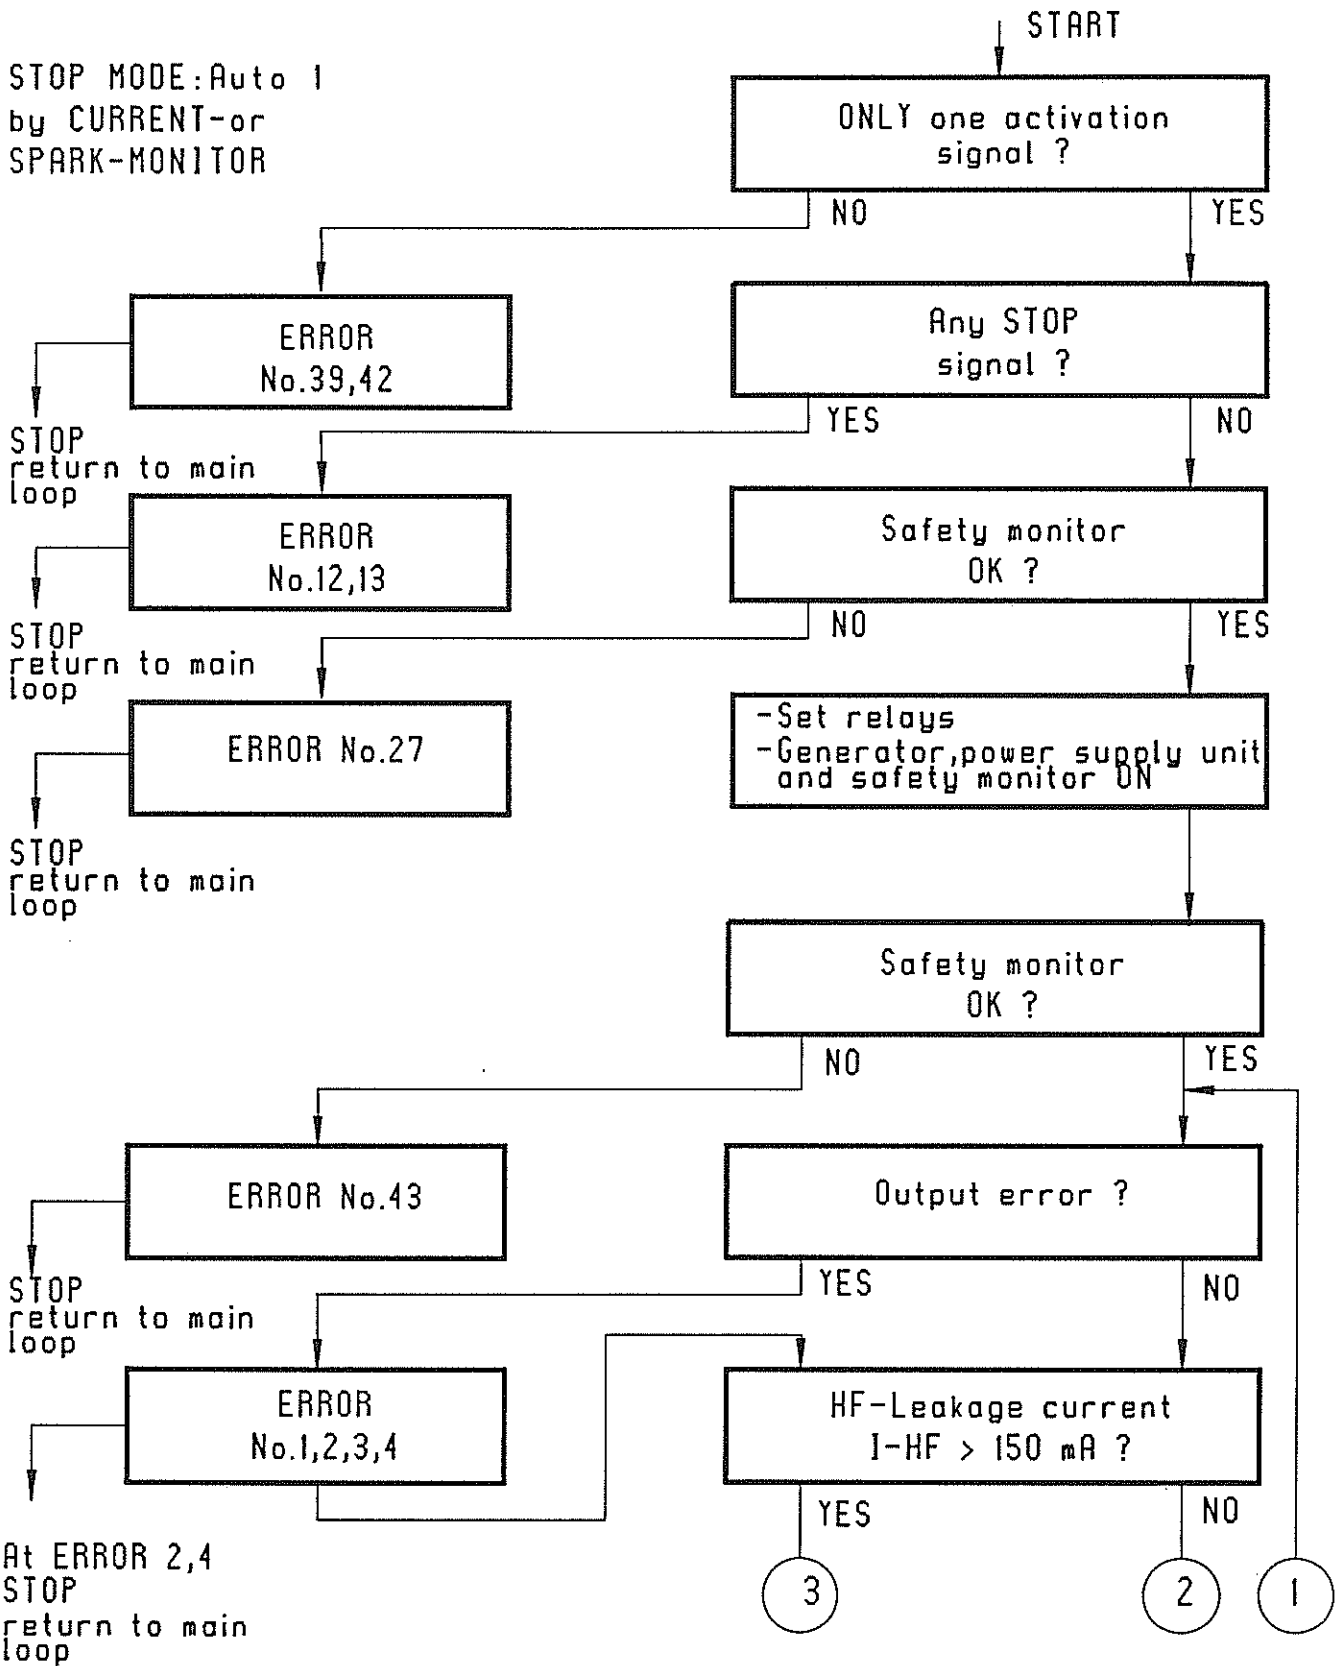 START
STOP MODE:Auto 1
by CURRENT-or
SPARK-MONITOR
ONLY one activation
signal ?
NO
YES
ERROR
No.39,42
Any STOP
signal ?
STOP
return to main
loop
YES
NO
ERROR
No.12,13
Safety monitor
OK ?
STOP
return to main
loop
NO
YES
ERROR No.27
-Set relays
-Generator,power supply unit
and safety monitor ON
STOP
return to main
loop
Safety monitor
OK ?
NO
YES
ERROR No.43
Output error ?
STOP
return to main
loop
YES
NO
ERROR
No.1,2,3,4
HF-Leakage current
I-HF > 150 mA ?
YES
NO
At ERROR 2,4
STOP
return to main
loop
3
2
1